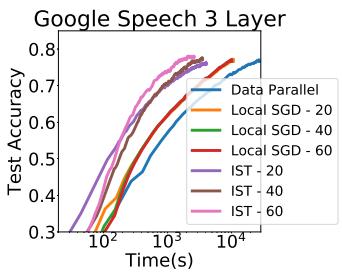 Google Speech 3 Layer
Test Accuracy
0.8
0.7
0.6
0.5
0.4
0.3
10²
10³
10⁴
Time(s)
Data Parallel
Local SGD - 20
Local SGD - 40
Local SGD - 60
IST - 20
IST - 40
IST - 60